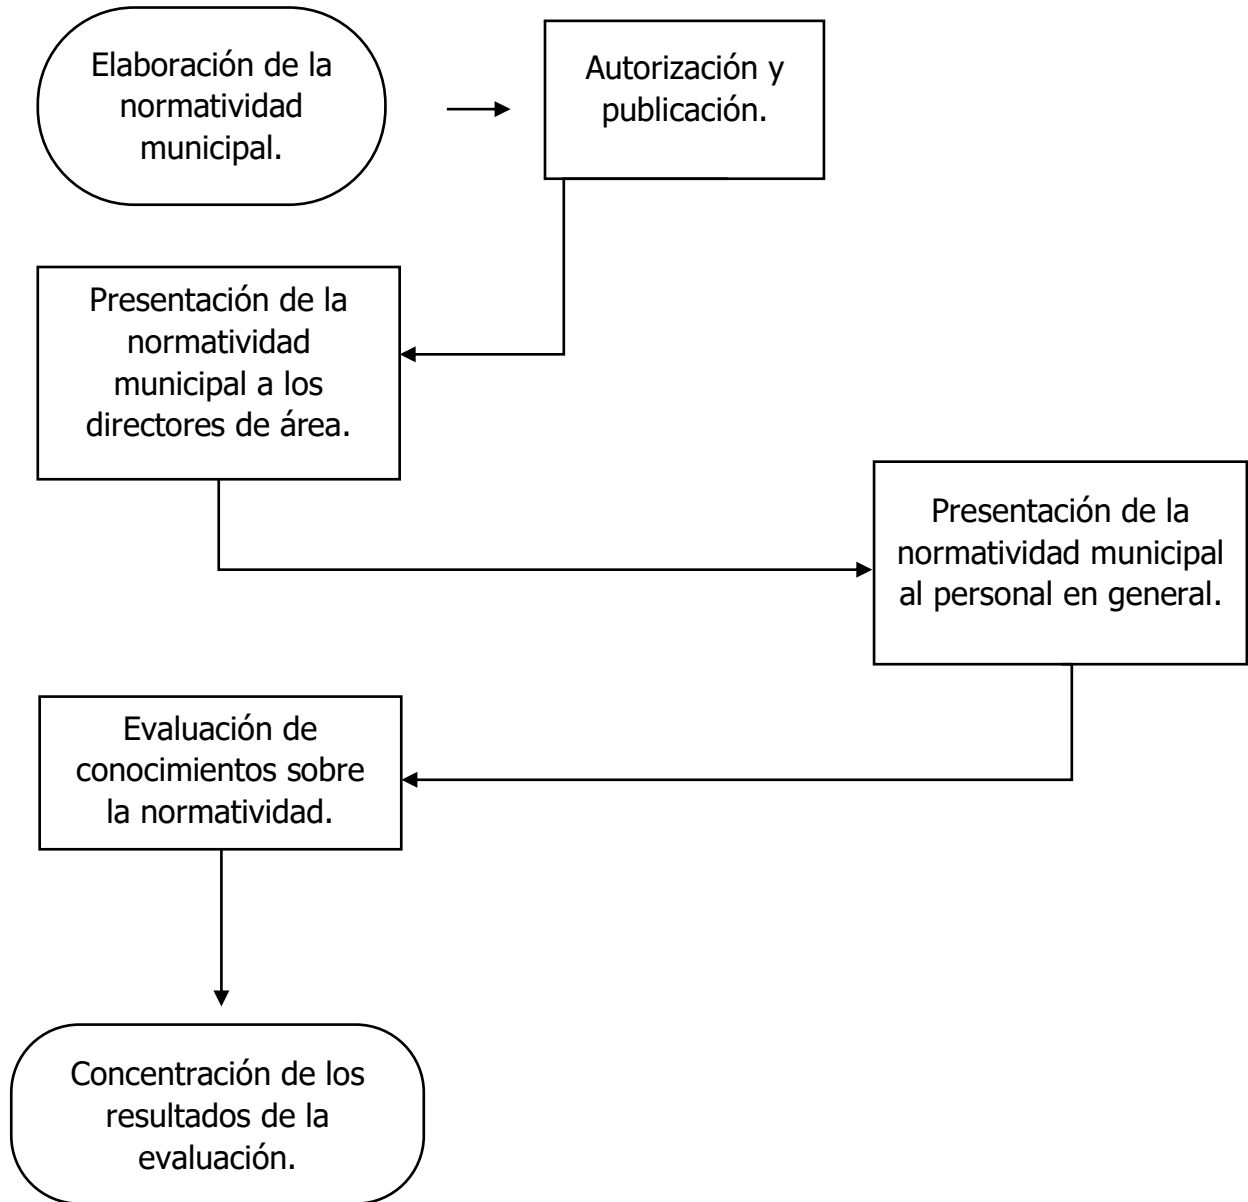 Elaboración de la
normatividad
municipal.
Autorización y
publicación.
Presentación de la
normatividad
municipal a los
directores de área.
Presentación de la
normatividad municipal
al personal en general.
Evaluación de
conocimientos sobre
la normatividad.
Concentración de los
resultados de la
evaluación.